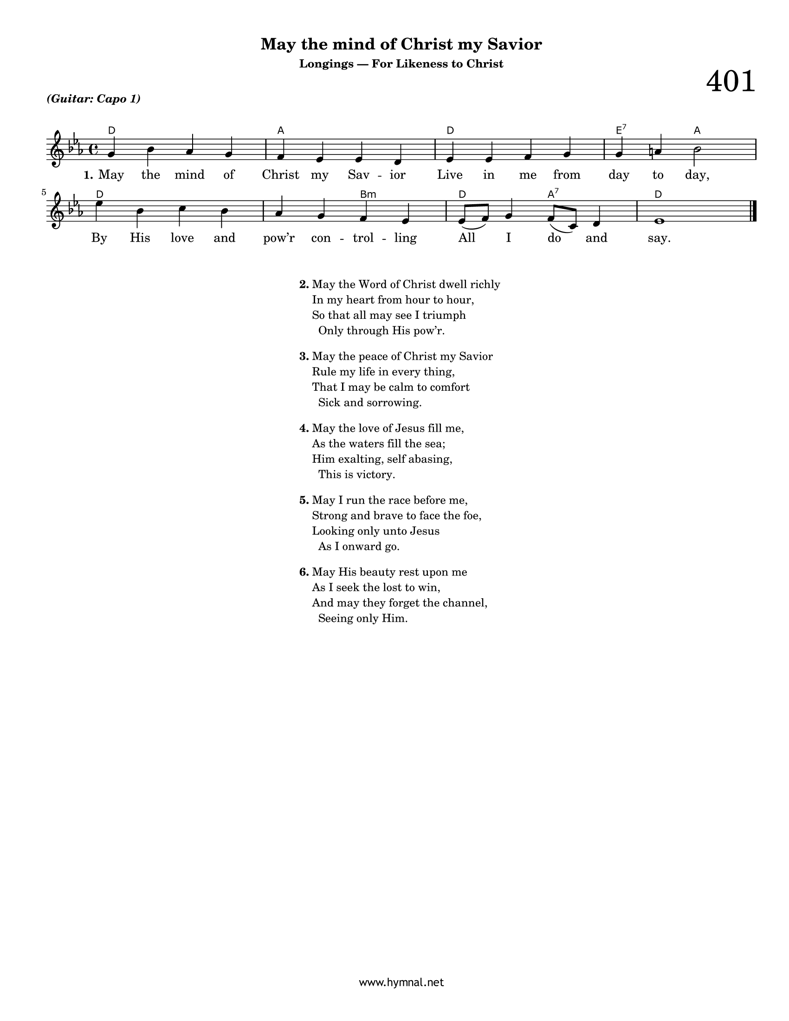 May the mind of Christ my Savior
Longings — For Likeness to Christ
401
(Guitar: Capo 1)
D A D E7 A
1. May the mind of Christ my Sav - ior Live in me from day to day,
5
D Bm D A7 D
By His love and pow'r con - trol - ling All I do and say.
2. May the Word of Christ dwell richly
In my heart from hour to hour,
So that all may see I triumph
Only through His pow'r.
3. May the peace of Christ my Savior
Rule my life in every thing,
That I may be calm to comfort
Sick and sorrowing.
4. May the love of Jesus fill me,
As the waters fill the sea;
Him exalting, self abasing,
This is victory.
5. May I run the race before me,
Strong and brave to face the foe,
Looking only unto Jesus
As I onward go.
6. May His beauty rest upon me
As I seek the lost to win,
And may they forget the channel,
Seeing only Him.
www.hymnal.net